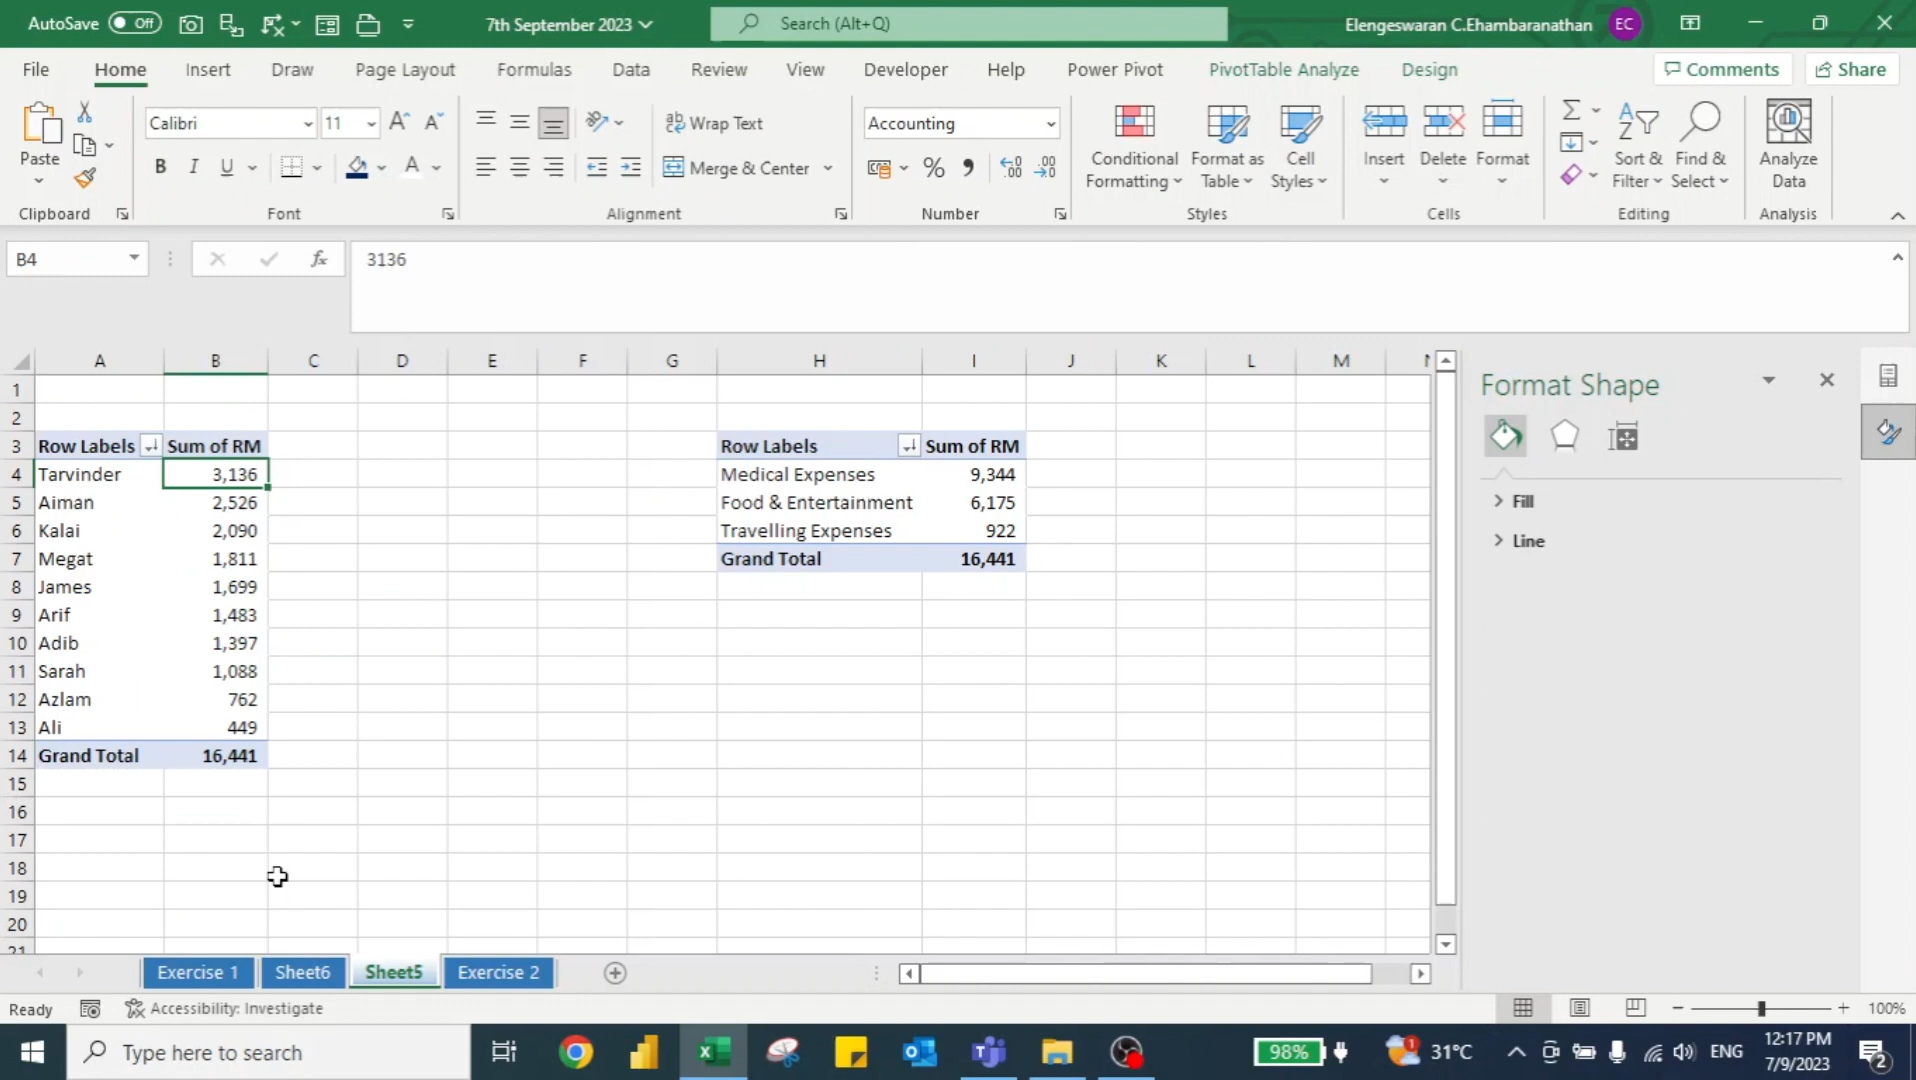 AutoSave Off 7th September 2023 Search (Alt+Q) Elengeswaran C.Ehambaranathan EC
File Home Insert Draw Page Layout Formulas Data Review View Developer Help Power Pivot PivotTable Analyze Design Comments Share
Paste Calibri 11 Wrap Text Accounting Conditional Formatting Format as Table Cell Styles Insert Delete Format Sort & Filter Find & Select Analyze Data
B I U A Merge & Center % ,
Clipboard Font Alignment Number Styles Cells Editing Analysis
B4 fx 3136
A B C D E F G H I J K L M
Format Shape
1
2
3 Row Labels Sum of RM Row Labels Sum of RM
4 Tarvinder 3,136 Medical Expenses 9,344
5 Aiman 2,526 Food & Entertainment 6,175
Fill
6 Kalai 2,090 Travelling Expenses 922
Line
7 Megat 1,811 Grand Total 16,441
8 James 1,699
9 Arif 1,483
10 Adib 1,397
11 Sarah 1,088
12 Azlam 762
13 Ali 449
14 Grand Total 16,441
15
16
17
18
19
20
21
Exercise 1 Sheet6 Sheet5 Exercise 2
Ready Accessibility: Investigate 100%
Type here to search 98% 31°C ENG 12:17 PM
7/9/2023 2